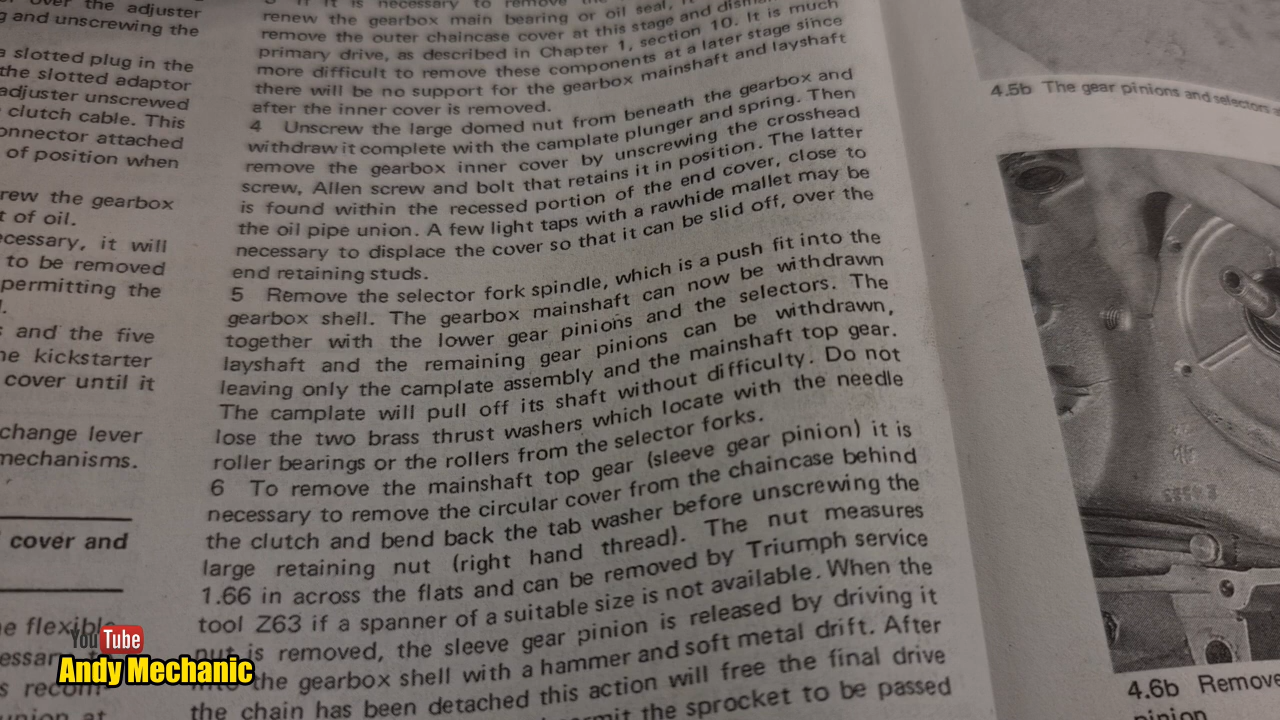 over the adjuster
g and unscrewing the
a slotted plug in the
the slotted adaptor
adjuster unscrewed
clutch cable. This
onnector attached
of position when
rew the gearbox
t of oil.
ecessary, it will
to be removed
permitting the
s and the five
he kickstarter
cover until it
change lever
mechanisms.
cover and
e flexible
s recom
union at
3 If it is necessary to remove the
renew the gearbox main bearing or oil seal,
remove the outer chaincase cover at this stage and
primary drive, as described in Chapter 1, section 10. It is much
more difficult to remove these components at a later stage since
there will be no support for the gearbox mainshaft and layshaft
after the inner cover is removed.
4 Unscrew the large domed nut from beneath the gearbox and
withdraw it complete with the camplate plunger and spring. Then
remove the gearbox inner cover by unscrewing the crosshead
screw, Allen screw and bolt that retains it in position. The latter
is found within the recessed portion of the end cover, close to
the oil pipe union. A few light taps with a rawhide mallet may be
necessary to displace the cover so that it can be slid off, over the
end retaining studs.
5 Remove the selector fork spindle, which is a push fit into the
gearbox shell. The gearbox mainshaft can now be withdrawn
together with the lower gear pinions and the selectors. The
layshaft and the remaining gear pinions can be withdrawn,
leaving only the camplate assembly and the mainshaft top gear.
The camplate will pull off its shaft without difficulty. Do not
lose the two brass thrust washers which locate with the needle
roller bearings or the rollers from the selector forks.
6 To remove the mainshaft top gear (sleeve gear pinion) it is
necessary to remove the circular cover from the chaincase behind
the clutch and bend back the tab washer before unscrewing the
large retaining nut (right hand thread). The nut measures
1.66 in across the flats and can be removed by Triumph service
tool Z63 if a spanner of a suitable size is not available. When the
nut is removed, the sleeve gear pinion is released by driving it
into the gearbox shell with a hammer and soft metal drift. After
the chain has been detached this action will free the final drive
mit the sprocket to be passed
4.5b The gear pinions and selectors
4.6b Remove
pinion
YouTube
Andy Mechanic